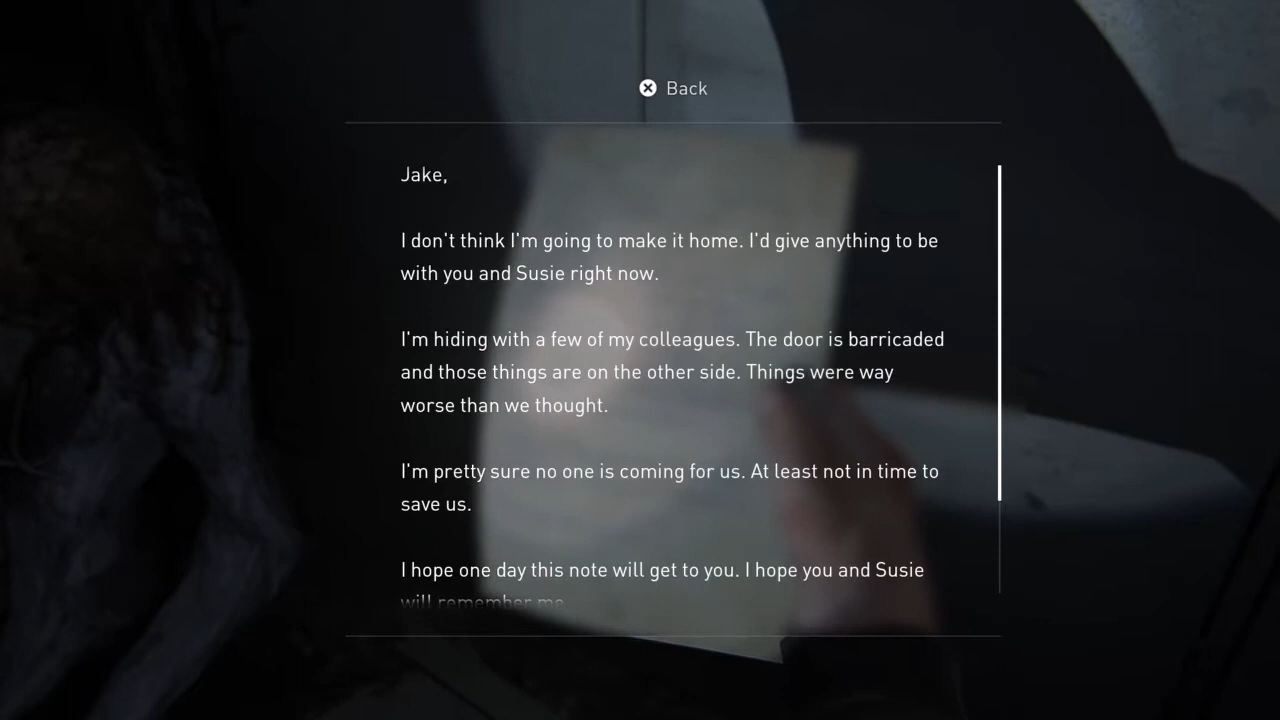 Back
Jake,
I don't think I'm going to make it home. I'd give anything to be
with you and Susie right now.
I'm hiding with a few of my colleagues. The door is barricaded
and those things are on the other side. Things were way
worse than we thought.
I'm pretty sure no one is coming for us. At least not in time to
save us.
I hope one day this note will get to you. I hope you and Susie
will remember me